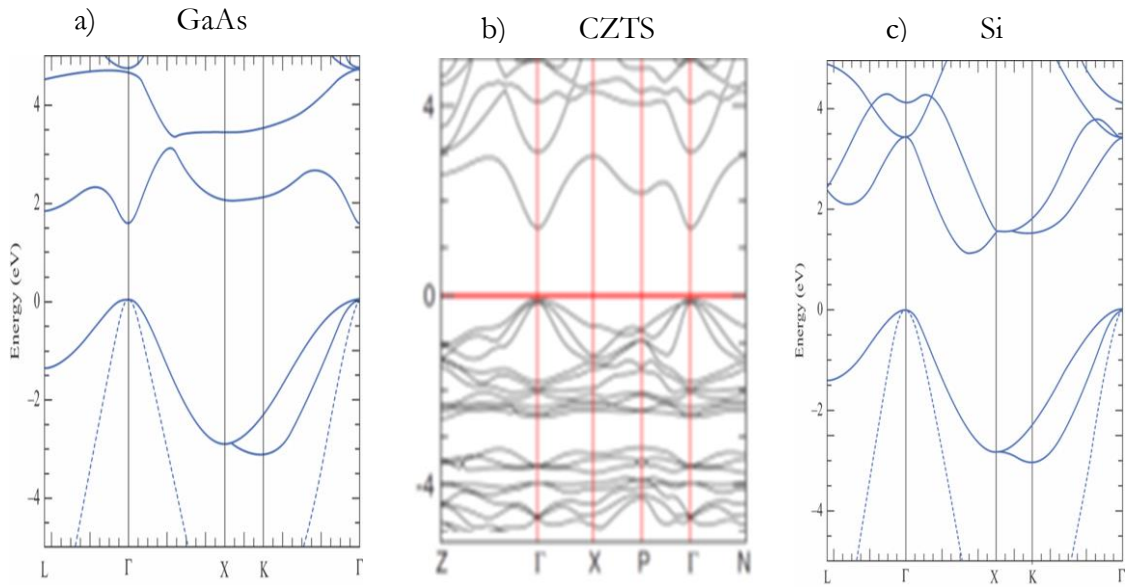 a) GaAs
Energy (eV)
4
2
0
−2
−4
L Γ X K Γ
b) CZTS
4
0
-4
Z Γ X P Γ N
c) Si
Energy (eV)
4
2
0
−2
−4
L Γ X K Γ